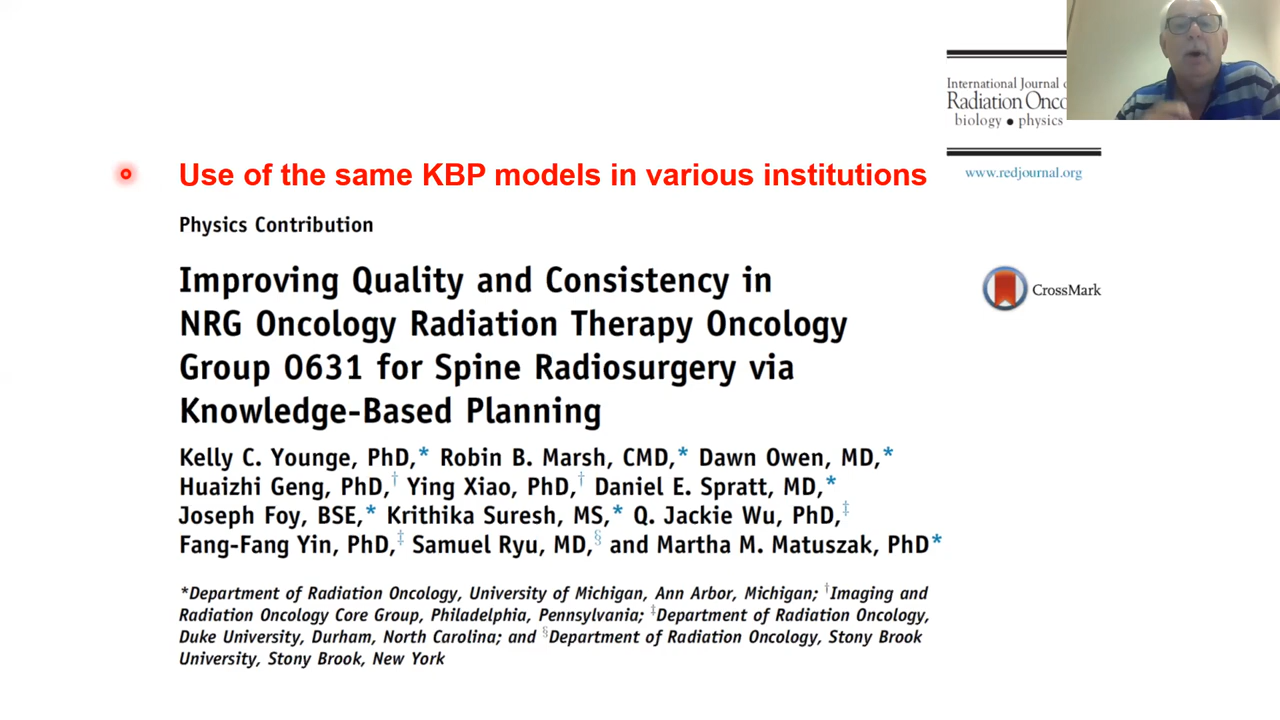 International Journal
Radiation Onco
biology • physics
www.redjournal.org
Use of the same KBP models in various institutions
Physics Contribution
Improving Quality and Consistency in
NRG Oncology Radiation Therapy Oncology
Group 0631 for Spine Radiosurgery via
Knowledge-Based Planning
CrossMark
Kelly C. Younge, PhD,* Robin B. Marsh, CMD,* Dawn Owen, MD,*
Huaizhi Geng, PhD,† Ying Xiao, PhD,† Daniel E. Spratt, MD,*
Joseph Foy, BSE,* Krithika Suresh, MS,* Q. Jackie Wu, PhD,‡
Fang-Fang Yin, PhD,‡ Samuel Ryu, MD,§ and Martha M. Matuszak, PhD*
*Department of Radiation Oncology, University of Michigan, Ann Arbor, Michigan; †Imaging and
Radiation Oncology Core Group, Philadelphia, Pennsylvania; ‡Department of Radiation Oncology,
Duke University, Durham, North Carolina; and §Department of Radiation Oncology, Stony Brook
University, Stony Brook, New York